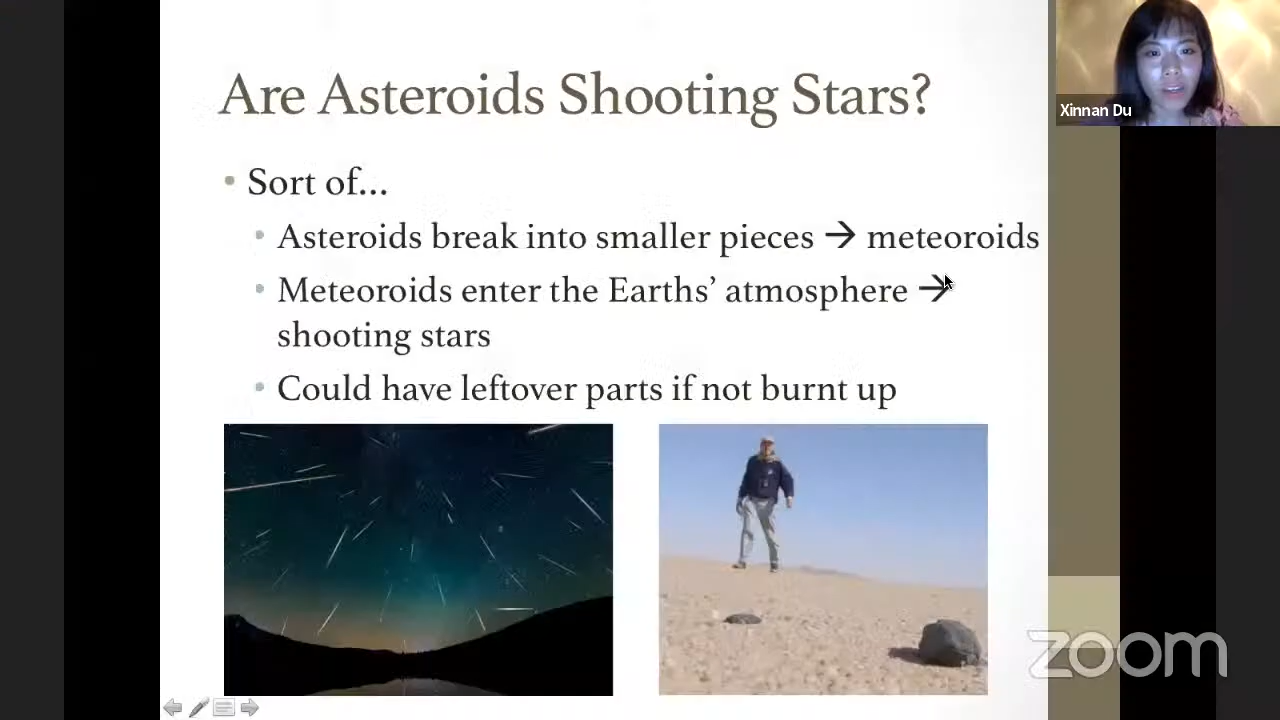 Are Asteroids Shooting Stars?
Xinnan Du
• Sort of...
• Asteroids break into smaller pieces → meteoroids
• Meteoroids enter the Earths’ atmosphere →
shooting stars
• Could have leftover parts if not burnt up
zoom